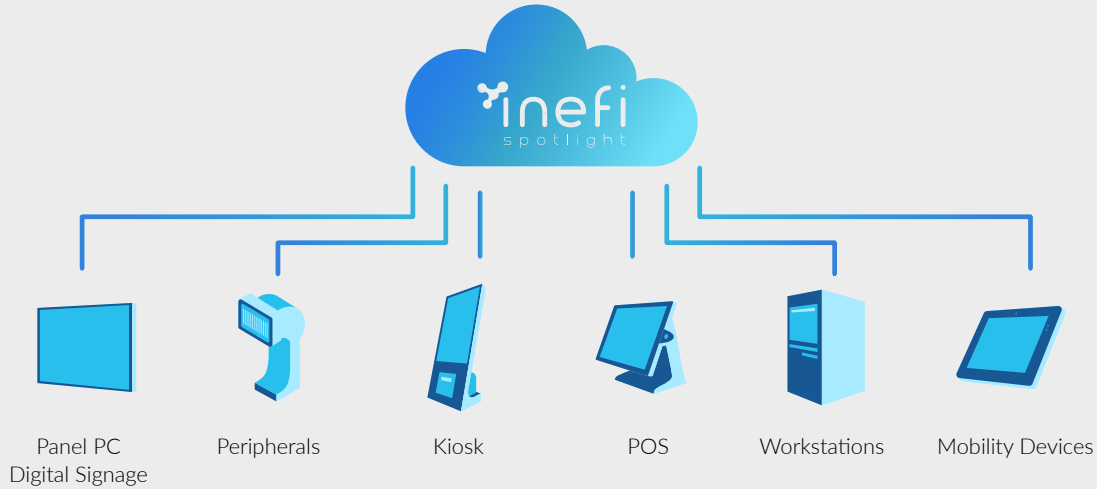 inefi
spotlight
Panel PC
Digital Signage
Peripherals
Kiosk
POS
Workstations
Mobility Devices